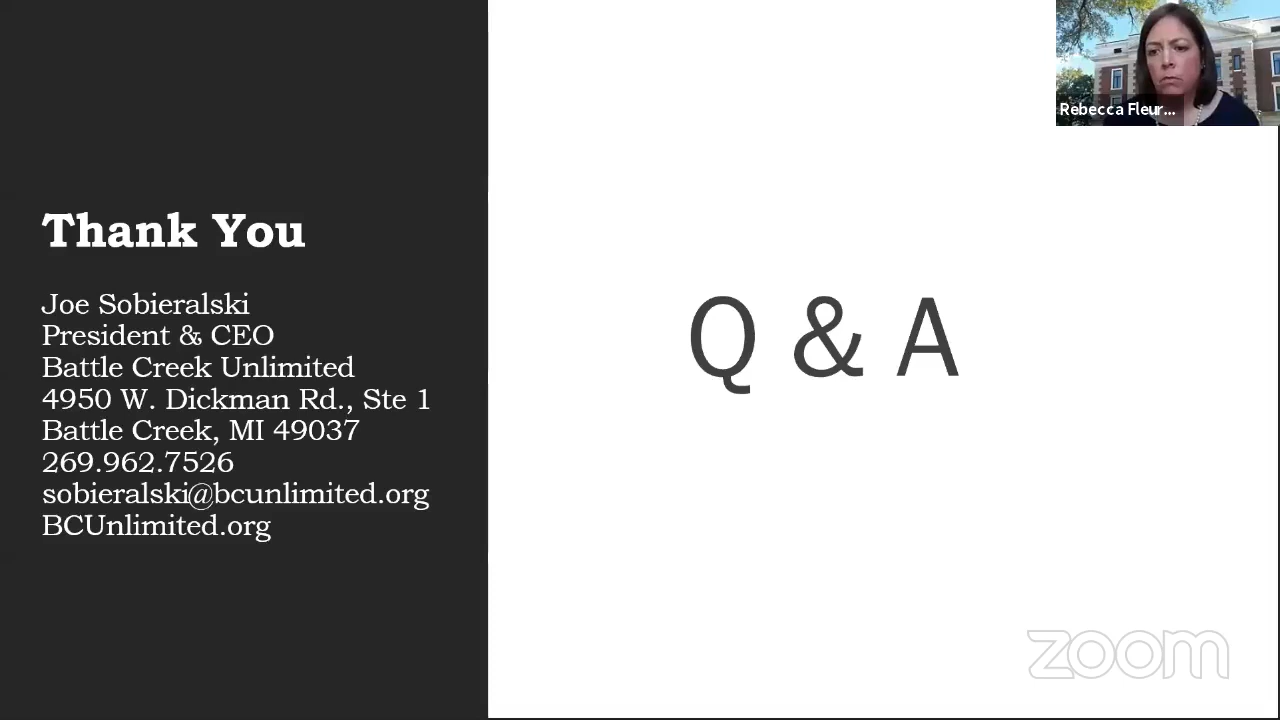 Thank You
Joe Sobieralski
President & CEO
Battle Creek Unlimited
4950 W. Dickman Rd., Ste 1
Battle Creek, MI 49037
269.962.7526
sobieralski@bcunlimited.org
BCUnlimited.org
Q & A
Rebecca Fleur...
zoom